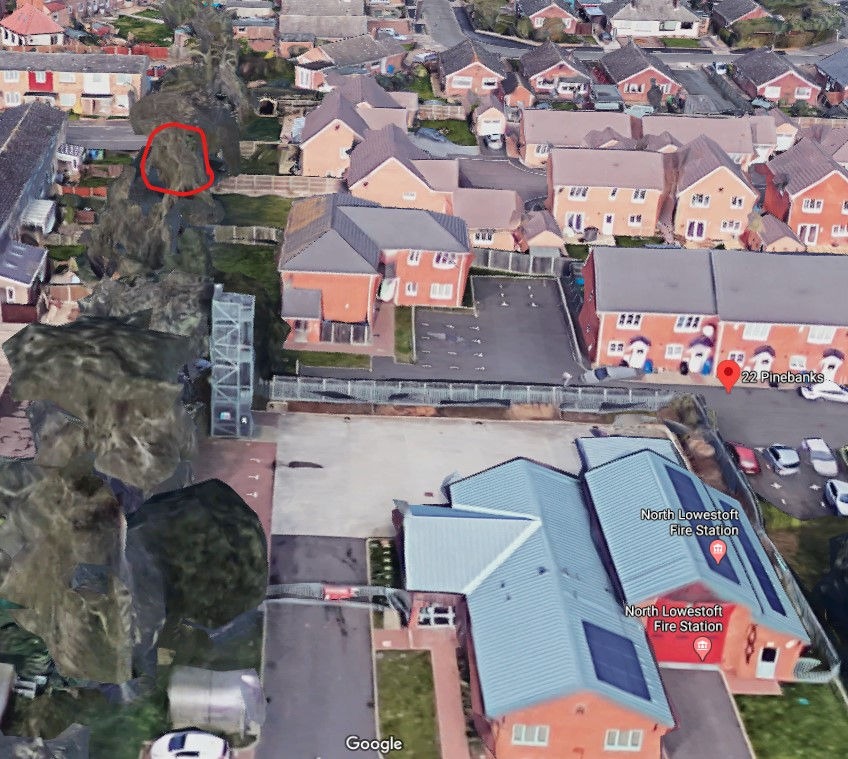 22 Pinebanks
North Lowestoft
Fire Station
North Lowestoft
Fire Station
Google